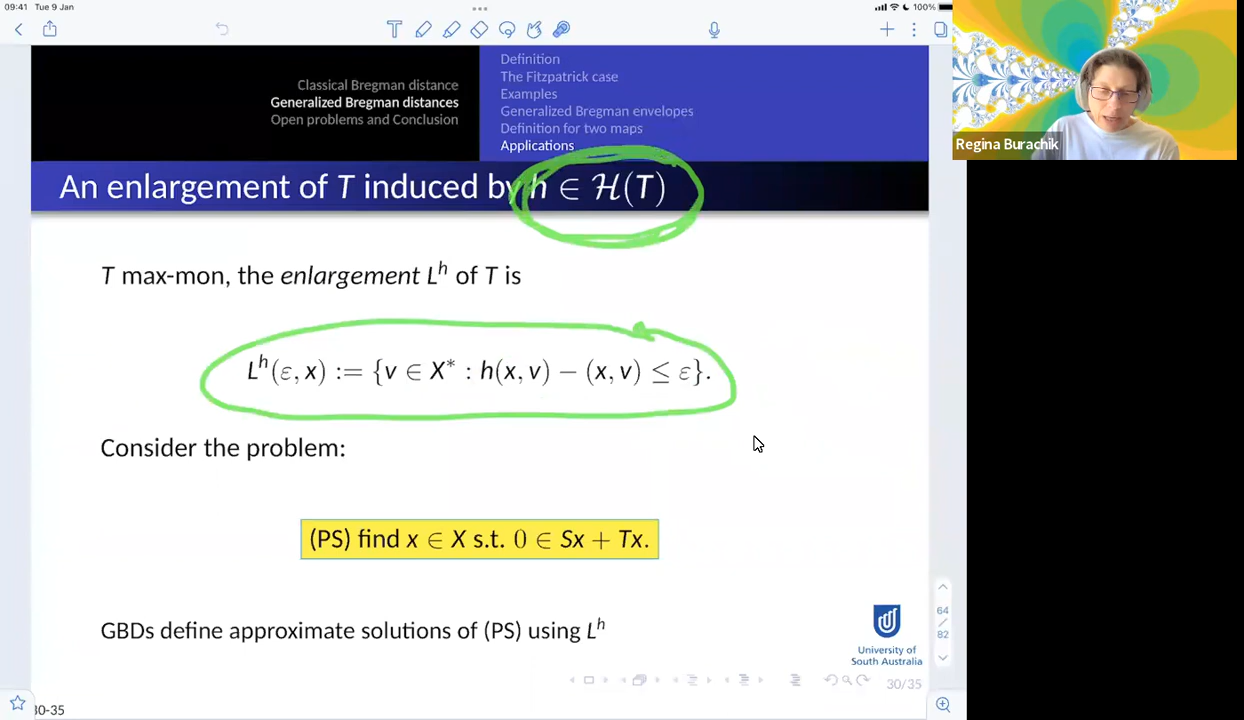 09:41 Tue 9 Jan
100%
Classical Bregman distance
Generalized Bregman distances
Open problems and Conclusion
Definition
The Fitzpatrick case
Examples
Generalized Bregman envelopes
Definition for two maps
Applications
Regina Burachik
An enlargement of T induced by h ∈ ℋ(T)
T max-mon, the enlargement Lʰ of T is
Lʰ(ε, x) := {v ∈ X* : h(x, v) − (x, v) ≤ ε}.
Consider the problem:
(PS) find x ∈ X s.t. 0 ∈ Sx + Tx.
GBDs define approximate solutions of (PS) using Lʰ
University of
South Australia
64
/
82
30/35
30-35